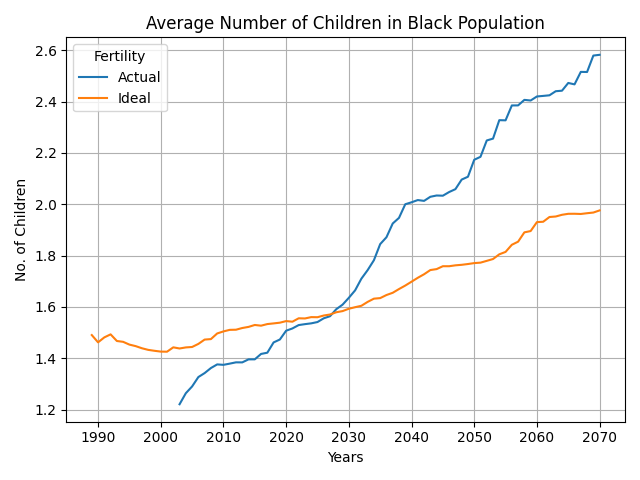 Average Number of Children in Black Population
Fertility
Actual
Ideal
2.6
2.4
2.2
2.0
1.8
1.6
1.4
1.2
No. of Children
1990 2000 2010 2020 2030 2040 2050 2060 2070
Years